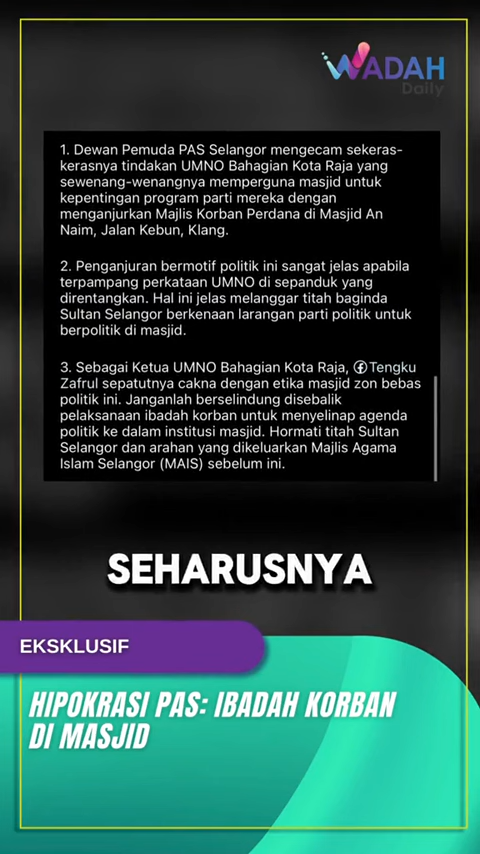 WADAH
Daily
1. Dewan Pemuda PAS Selangor mengecam sekeras-
kerasnya tindakan UMNO Bahagian Kota Raja yang
sewenang-wenangnya memperguna masjid untuk
kepentingan program parti mereka dengan
menganjurkan Majlis Korban Perdana di Masjid An
Naim, Jalan Kebun, Klang.
2. Penganjuran bermotif politik ini sangat jelas apabila
terpampang perkataan UMNO di sepanduk yang
direntangkan. Hal ini jelas melanggar titah baginda
Sultan Selangor berkenaan larangan parti politik untuk
berpolitik di masjid.
3. Sebagai Ketua UMNO Bahagian Kota Raja, Tengku
Zafrul sepatutnya cakna dengan etika masjid zon bebas
politik ini. Janganlah berselindung disebalik
pelaksanaan ibadah korban untuk menyelinap agenda
politik ke dalam institusi masjid. Hormati titah Sultan
Selangor dan arahan yang dikeluarkan Majlis Agama
Islam Selangor (MAIS) sebelum ini.
SEHARUSNYA
EKSKLUSIF
HIPOKRASI PAS: IBADAH KORBAN
DI MASJID